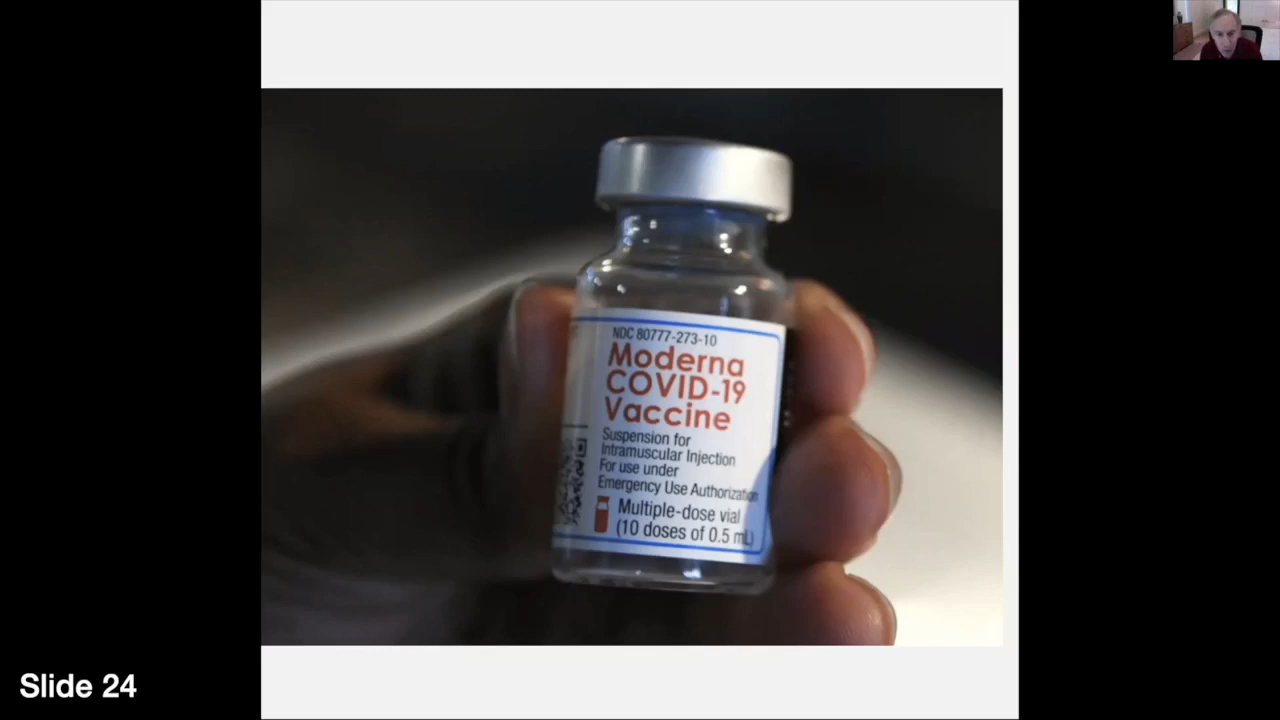 NDC 80777-273-10
Moderna
COVID-19
Vaccine
Suspension for
Intramuscular Injection
For use under
Emergency Use Authorization
Multiple-dose vial
(10 doses of 0.5 mL)
Slide 24